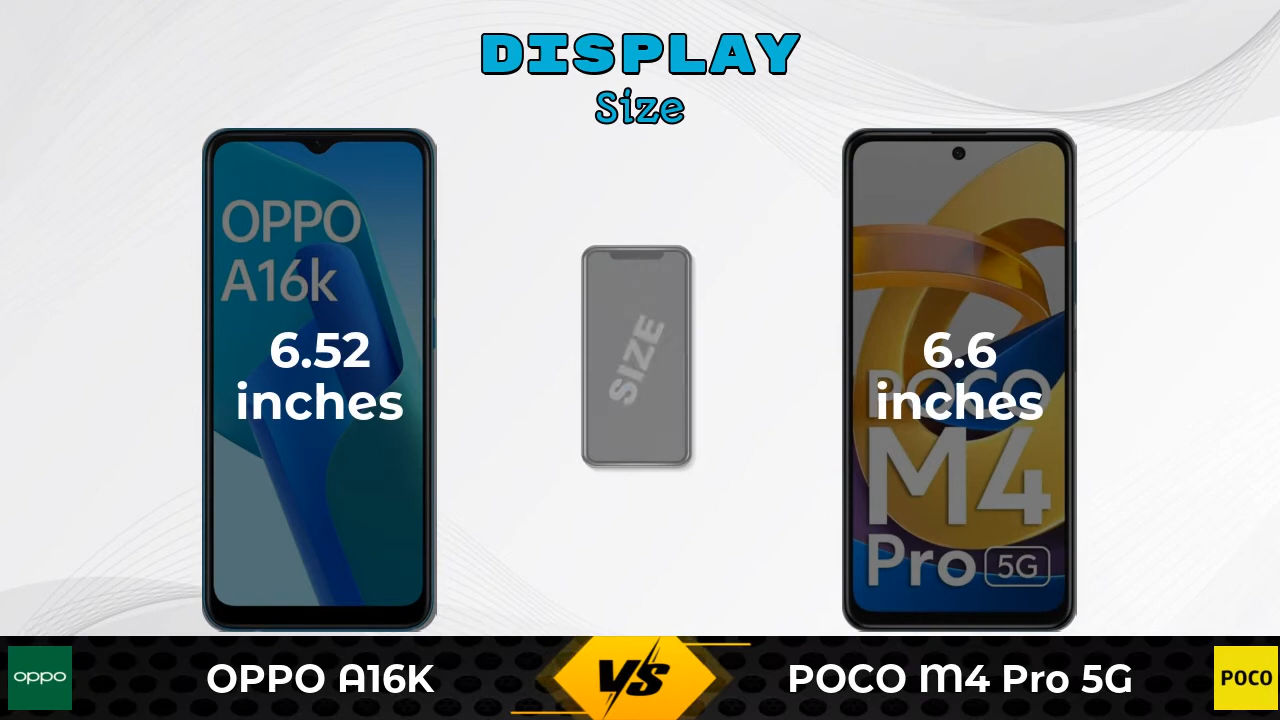 DISPLAY
Size
OPPO
A16k
6.52
inches
SIZE
6.6
inches
POCO
M4
Pro 5G
oppo
OPPO A16K
VS
POCO M4 Pro 5G
POCO